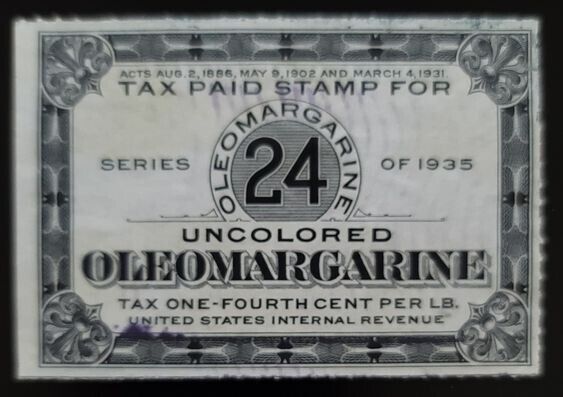 ACTS AUG. 2, 1886, MAY 9, 1902 AND MARCH 4, 1931.
TAX PAID STAMP FOR
OLEOMARGARINE
SERIES 24 OF 1935
UNCOLORED
OLEOMARGARINE
TAX ONE-FOURTH CENT PER LB.
UNITED STATES INTERNAL REVENUE